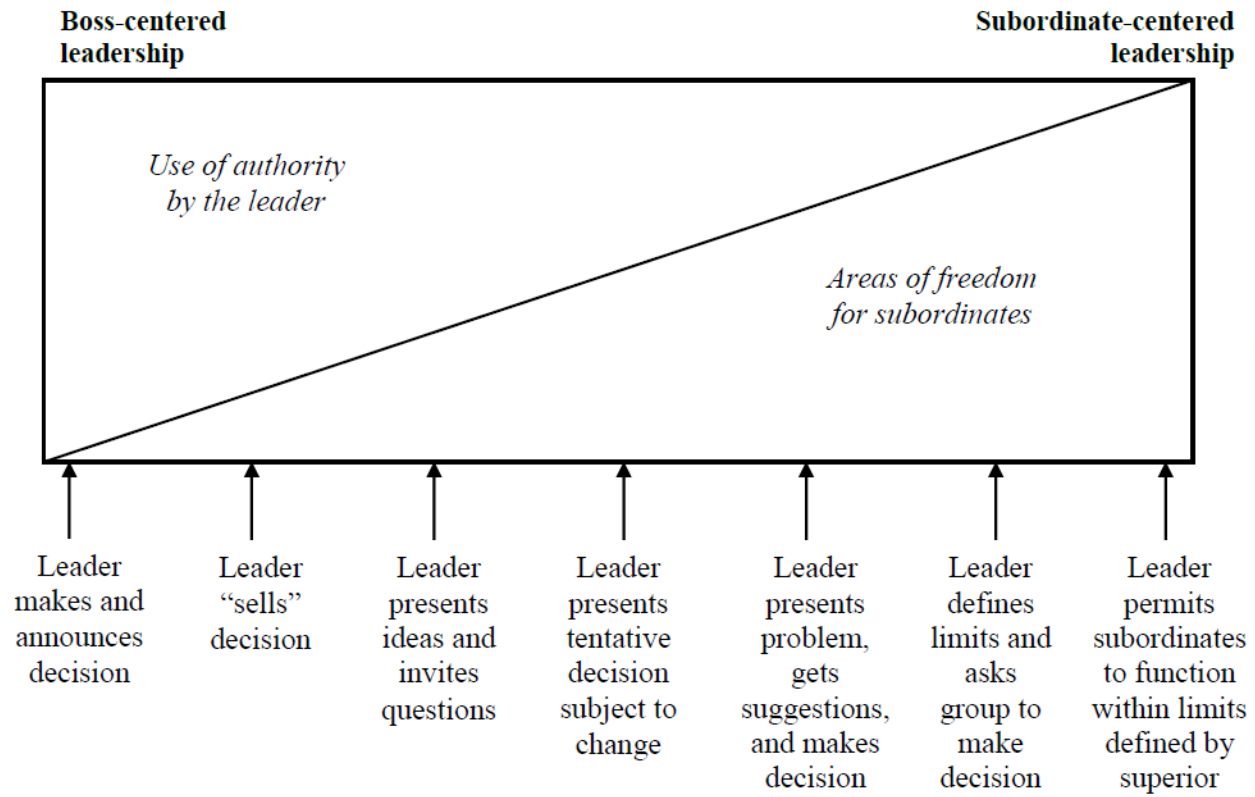 Boss-centered
leadership
Subordinate-centered
leadership
Use of authority
by the leader
Areas of freedom
for subordinates
Leader
makes and
announces
decision
Leader
“sells”
decision
Leader
presents
ideas and
invites
questions
Leader
presents
tentative
decision
subject to
change
Leader
presents
problem,
gets
suggestions,
and makes
decision
Leader
defines
limits and
asks
group to
make
decision
Leader
permits
subordinates
to function
within limits
defined by
superior